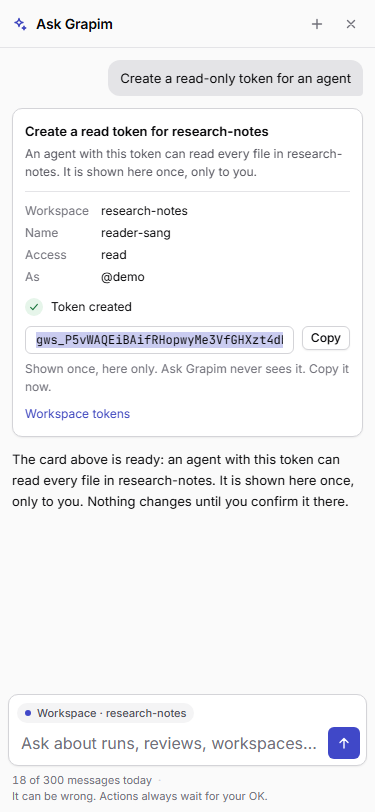 Ask Grapim
Create a read-only token for an agent
Create a read token for research-notes
An agent with this token can read every file in research-
notes. It is shown here once, only to you.
Workspace research-notes
Name reader-sang
Access read
As @demo
Token created
gws_P5vWAQEiBAifRHopwyMe3VfGHXzt4d
Copy
Shown once, here only. Ask Grapim never sees it. Copy it
now.
Workspace tokens
The card above is ready: an agent with this token can
read every file in research-notes. It is shown here once,
only to you. Nothing changes until you confirm it there.
Workspace · research-notes
Ask about runs, reviews, workspaces...
18 of 300 messages today ·
It can be wrong. Actions always wait for your OK.